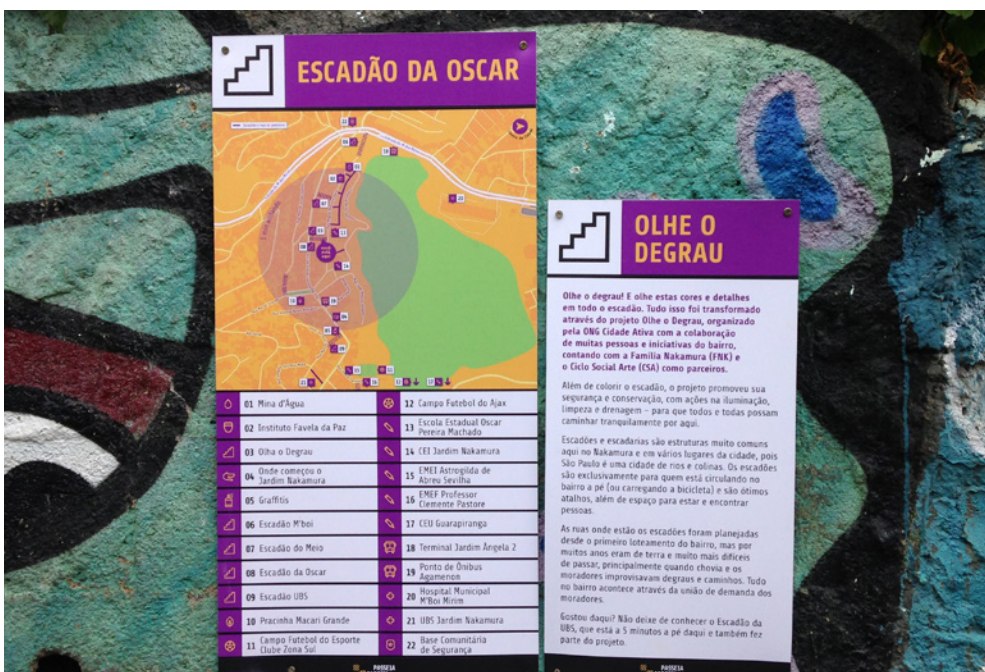 ESCADÃO DA OSCAR
VOCÊ
ESTÁ
AQUI
01 Mina d'Água
02 Instituto Favela da Paz
03 Olha o Degrau
04 Onde começou o
Jardim Nakamura
05 Graffitis
06 Escadão M'boi
07 Escadão do Meio
08 Escadão da Oscar
09 Escadão UBS
10 Pracinha Macari Grande
11 Campo Futebol do Esporte
Clube Zona Sul
12 Campo Futebol do Ajax
13 Escola Estadual Oscar
Pereira Machado
14 CEI Jardim Nakamura
15 EMEI Astrogilda de
Abreu Sevilha
16 EMEF Professor
Clemente Pastore
17 CEU Guarapiranga
18 Terminal Jardim Ângela 2
19 Ponto de Ônibus
Agamenon
20 Hospital Municipal
M'Boi Mirim
21 UBS Jardim Nakamura
22 Base Comunitária
de Segurança
OLHE O
DEGRAU
Olhe o degrau! E olhe estas cores e detalhes
em todo o escadão. Tudo isso foi transformado
através do projeto Olhe o Degrau, organizado
pela ONG Cidade Ativa com a colaboração
de muitas pessoas e iniciativas do bairro,
contando com a Família Nakamura (FNK) e
o Ciclo Social Arte (CSA) como parceiros.
Além de colorir o escadão, o projeto promoveu sua
segurança e conservação, com ações na iluminação,
limpeza e drenagem – para que todos e todas possam
caminhar tranquilamente por aqui.
Escadões e escadarias são estruturas muito comuns
aqui no Nakamura e em vários lugares da cidade, pois
São Paulo é uma cidade de rios e colinas. Os escadões
são exclusivamente para quem está circulando no
bairro a pé (ou carregando a bicicleta) e são ótimos
atalhos, além de espaço para estar e encontrar
pessoas.
As ruas onde estão os escadões foram planejadas
desde o primeiro loteamento do bairro, mas por
muitos anos eram de terra e muito mais difíceis
de passar, principalmente quando chovia e os
moradores improvisavam degraus e caminhos. Tudo
no bairro acontece através da união de demanda dos
moradores.
Gostou daqui? Não deixe de conhecer o Escadão da
UBS, que está a 5 minutos a pé daqui e também fez
parte do projeto.
PASSEIA